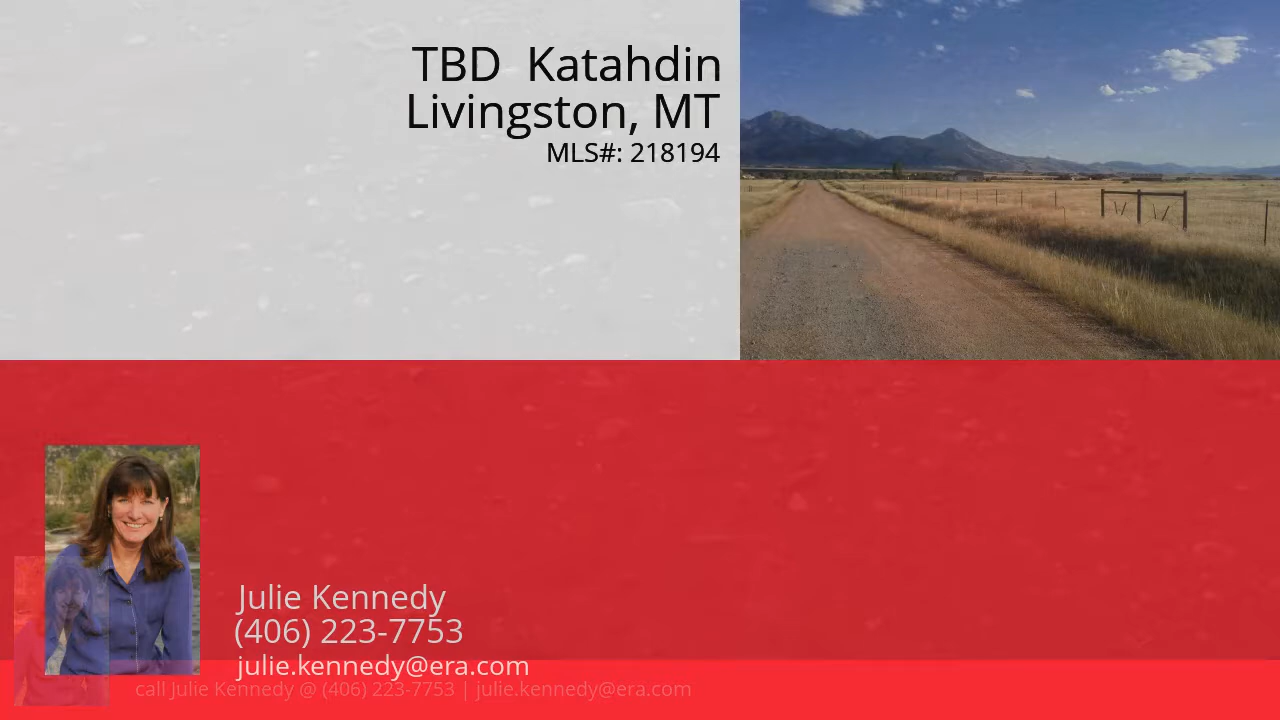 TBD  Katahdin
Livingston, MT
MLS#: 218194
Julie Kennedy
(406) 223-7753
julie.kennedy@era.com
call Julie Kennedy @ (406) 223-7753 | julie.kennedy@era.com